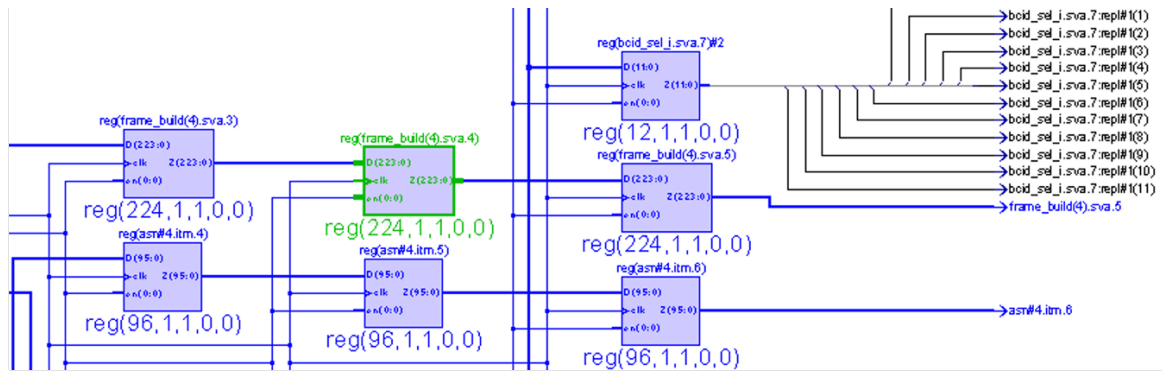 bcid_sel_i.sva.7:repl#1(1)
bcid_sel_i.sva.7:repl#1(2)
bcid_sel_i.sva.7:repl#1(3)
bcid_sel_i.sva.7:repl#1(4)
bcid_sel_i.sva.7:repl#1(5)
bcid_sel_i.sva.7:repl#1(6)
bcid_sel_i.sva.7:repl#1(7)
bcid_sel_i.sva.7:repl#1(8)
bcid_sel_i.sva.7:repl#1(9)
bcid_sel_i.sva.7:repl#1(10)
bcid_sel_i.sva.7:repl#1(11)
frame_build(4).sva.5
reg(bcid_sel_i.sva.7)#2
D(11:0)
clk Z(11:0)
en(0:0)
reg(12,1,1,0,0)
reg(frame_build(4).sva.3)
D(223:0)
clk Z(223:0)
en(0:0)
reg(224,1,1,0,0)
reg(frame_build(4).sva.4)
D(223:0)
clk Z(223:0)
en(0:0)
reg(224,1,1,0,0)
reg(frame_build(4).sva.5)
D(223:0)
clk Z(223:0)
en(0:0)
reg(224,1,1,0,0)
reg(asn#4.itm.4)
D(95:0)
clk Z(95:0)
en(0:0)
reg(96,1,1,0,0)
reg(asn#4.itm.5)
D(95:0)
clk Z(95:0)
en(0:0)
reg(96,1,1,0,0)
reg(asn#4.itm.6)
D(95:0)
clk Z(95:0)
en(0:0)
reg(96,1,1,0,0)
asn#4.itm.6